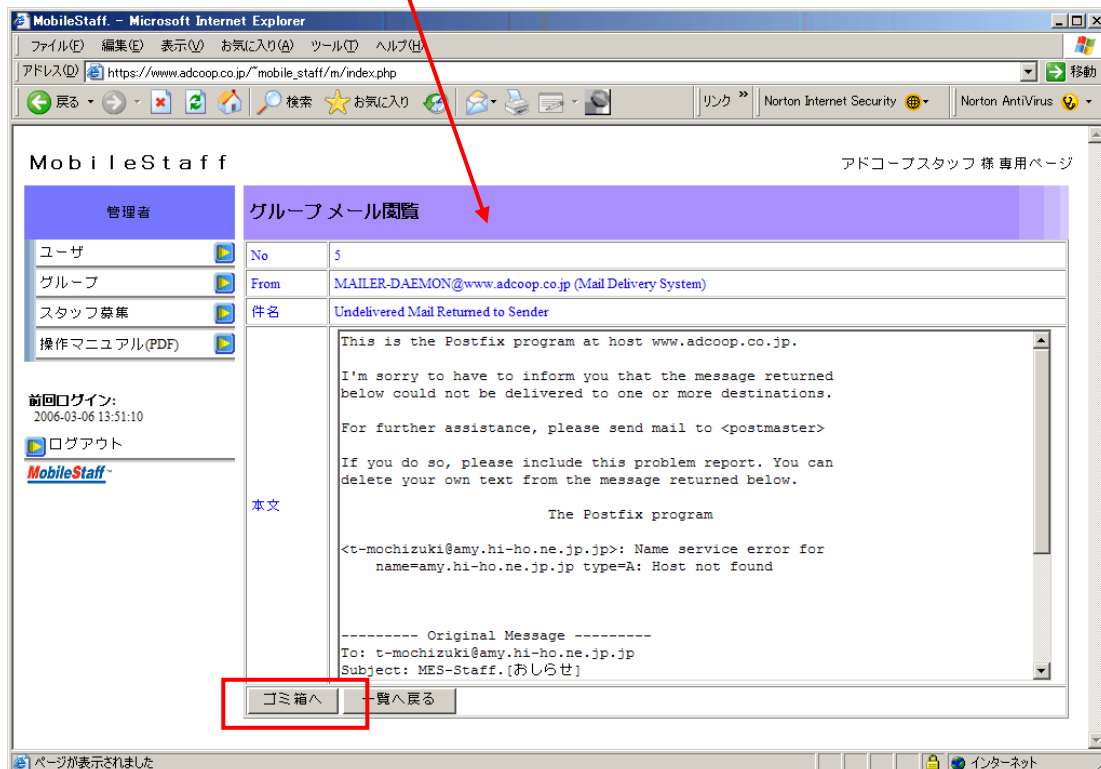 MobileStaff. - Microsoft Internet Explorer
ファイル(F) 編集(E) 表示(V) お気に入り(A) ツール(T) ヘルプ(H)
アドレス(D) https://www.adcoop.co.jp/~mobile_staff/m/index.php 移動
戻る 検索 お気に入り リンク » Norton Internet Security Norton AntiVirus
MobileStaff
アドコープスタッフ 様 専用ページ
管理者
ユーザ
グループ
スタッフ募集
操作マニュアル(PDF)
前回ログイン:
2006-03-06 13:51:10
ログアウト
MobileStaff
グループメール閲覧
No 5
From MAILER-DAEMON@www.adcoop.co.jp (Mail Delivery System)
件名 Undelivered Mail Returned to Sender
本文
This is the Postfix program at host www.adcoop.co.jp.
I'm sorry to have to inform you that the message returned
below could not be delivered to one or more destinations.
For further assistance, please send mail to <postmaster>
If you do so, please include this problem report. You can
delete your own text from the message returned below.
The Postfix program
<t-mochizuki@amy.hi-ho.ne.jp.jp>: Name service error for
name=amy.hi-ho.ne.jp.jp type=A: Host not found
--------- Original Message ---------
To: t-mochizuki@amy.hi-ho.ne.jp.jp
Subject: MES-Staff.[おしらせ]
ゴミ箱へ 一覧へ戻る
ページが表示されました インターネット